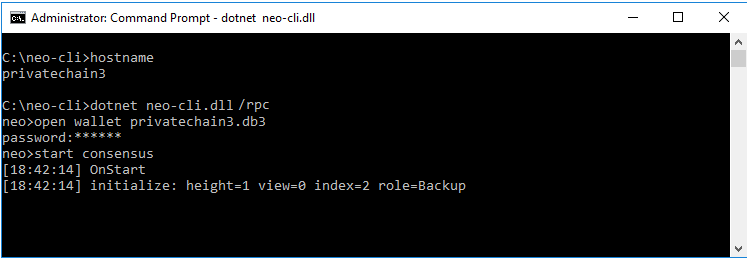 Administrator: Command Prompt - dotnet  neo-cli.dll
C:\neo-cli>hostname
privatechain3
C:\neo-cli>dotnet neo-cli.dll /rpc
neo>open wallet privatechain3.db3
password:******
neo>start consensus
[18:42:14] OnStart
[18:42:14] initialize: height=1 view=0 index=2 role=Backup